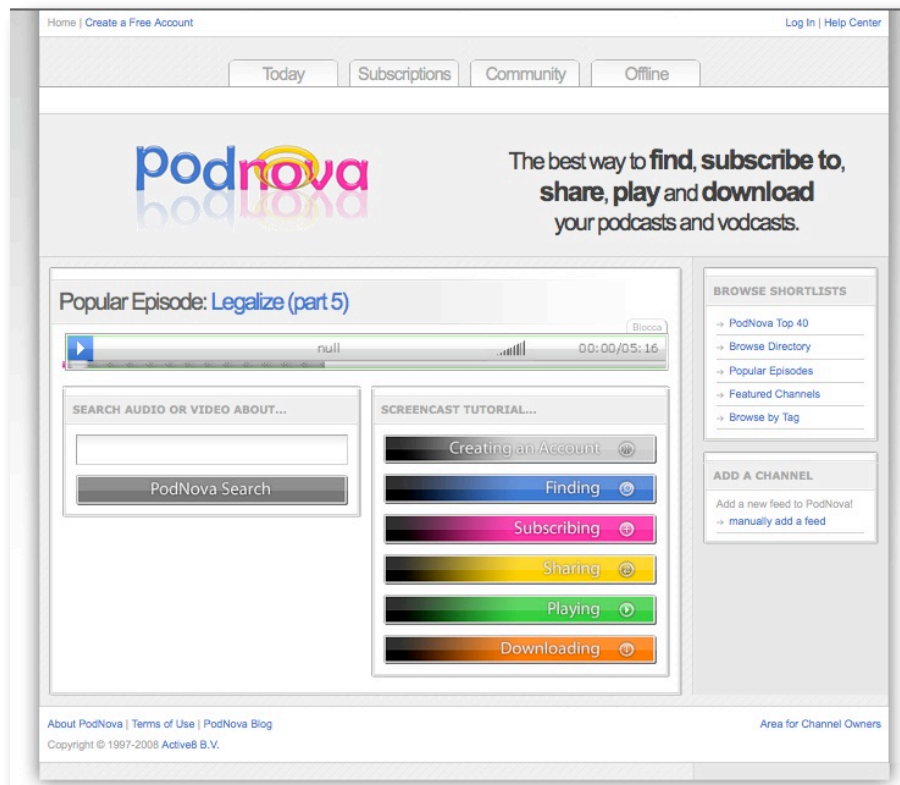 Home | Create a Free Account
Log In | Help Center
Today
Subscriptions
Community
Offline
Podnova
The best way to find, subscribe to,
share, play and download
your podcasts and vodcasts.
Popular Episode: Legalize (part 5)
Blocca
null
00:00/05:16
SEARCH AUDIO OR VIDEO ABOUT...
PodNova Search
SCREENCAST TUTORIAL...
Creating an Account
Finding
Subscribing
Sharing
Playing
Downloading
BROWSE SHORTLISTS
→ PodNova Top 40
→ Browse Directory
→ Popular Episodes
→ Featured Channels
→ Browse by Tag
ADD A CHANNEL
Add a new feed to PodNova!
→ manually add a feed
About PodNova | Terms of Use | PodNova Blog
Area for Channel Owners
Copyright © 1997-2008 Active8 B.V.